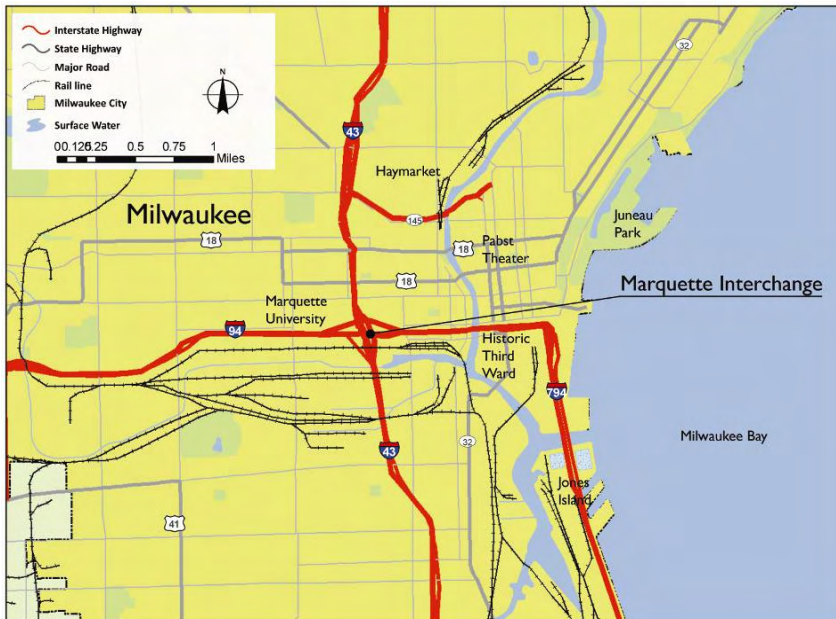 Interstate Highway
State Highway
Major Road
Rail line
Milwaukee City
Surface Water
N
00.1250.25 0.5 0.75 1
Miles
32
43
Haymarket
Milwaukee
145
Juneau
Park
18
18
Pabst
Theater
18
Marquette Interchange
Marquette
University
94
Historic
Third
Ward
794
32
43
Milwaukee Bay
Jones
Island
41